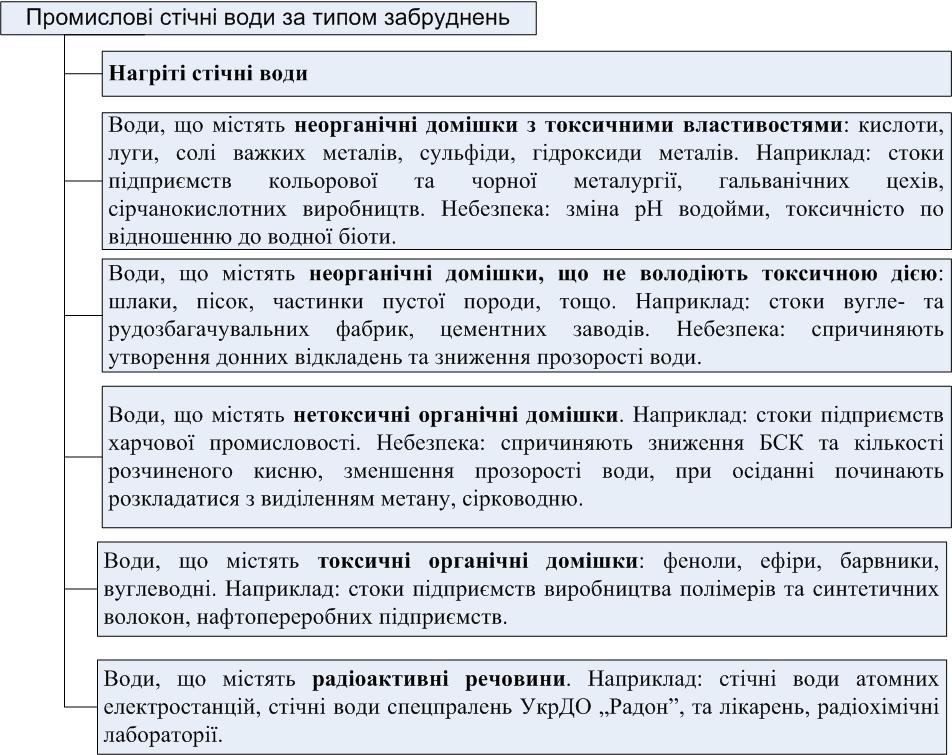 Промислові стічні води за типом забруднень
Нагріті стічні води
Води, що містять неорганічні домішки з токсичними властивостями: кислоти,
луги, солі важких металів, сульфіди, гідроксиди металів. Наприклад: стоки
підприємств кольорової та чорної металургії, гальванічних цехів,
сірчанокислотних виробництв. Небезпека: зміна рН водойми, токсичністо по
відношенню до водної біоти.
Води, що містять неорганічні домішки, що не володіють токсичною дією:
шлаки, пісок, частинки пустої породи, тощо. Наприклад: стоки вугле- та
рудозбагачувальних фабрик, цементних заводів. Небезпека: спричиняють
утворення донних відкладень та зниження прозорості води.
Води, що містять нетоксичні органічні домішки. Наприклад: стоки підприємств
харчової промисловості. Небезпека: спричиняють зниження БСК та кількості
розчиненого кисню, зменшення прозорості води, при осіданні починають
розкладатися з виділенням метану, сірководню.
Води, що містять токсичні органічні домішки: феноли, ефіри, барвники,
вуглеводні. Наприклад: стоки підприємств виробництва полімерів та синтетичних
волокон, нафтопереробних підприємств.
Води, що містять радіоактивні речовини. Наприклад: стічні води атомних
електростанцій, стічні води спецпралень УкрДО „Радон”, та лікарень, радіохімічні
лабораторії.